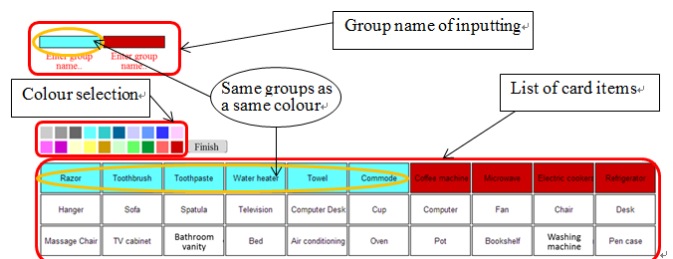 Group name of inputting
Enter group name..
Enter group name..
Colour selection
Same groups as a same colour
List of card items
Finish
Razor Toothbrush Toothpaste Water heater Towel Commode Coffee machine Microwave Electric cooker Refrigerator
Hanger Sofa Spatula Television Computer Desk Cup Computer Fan Chair Desk
Massage Chair TV cabinet Bathroom vanity Bed Air conditioning Oven Pot Bookshelf Washing machine Pen case